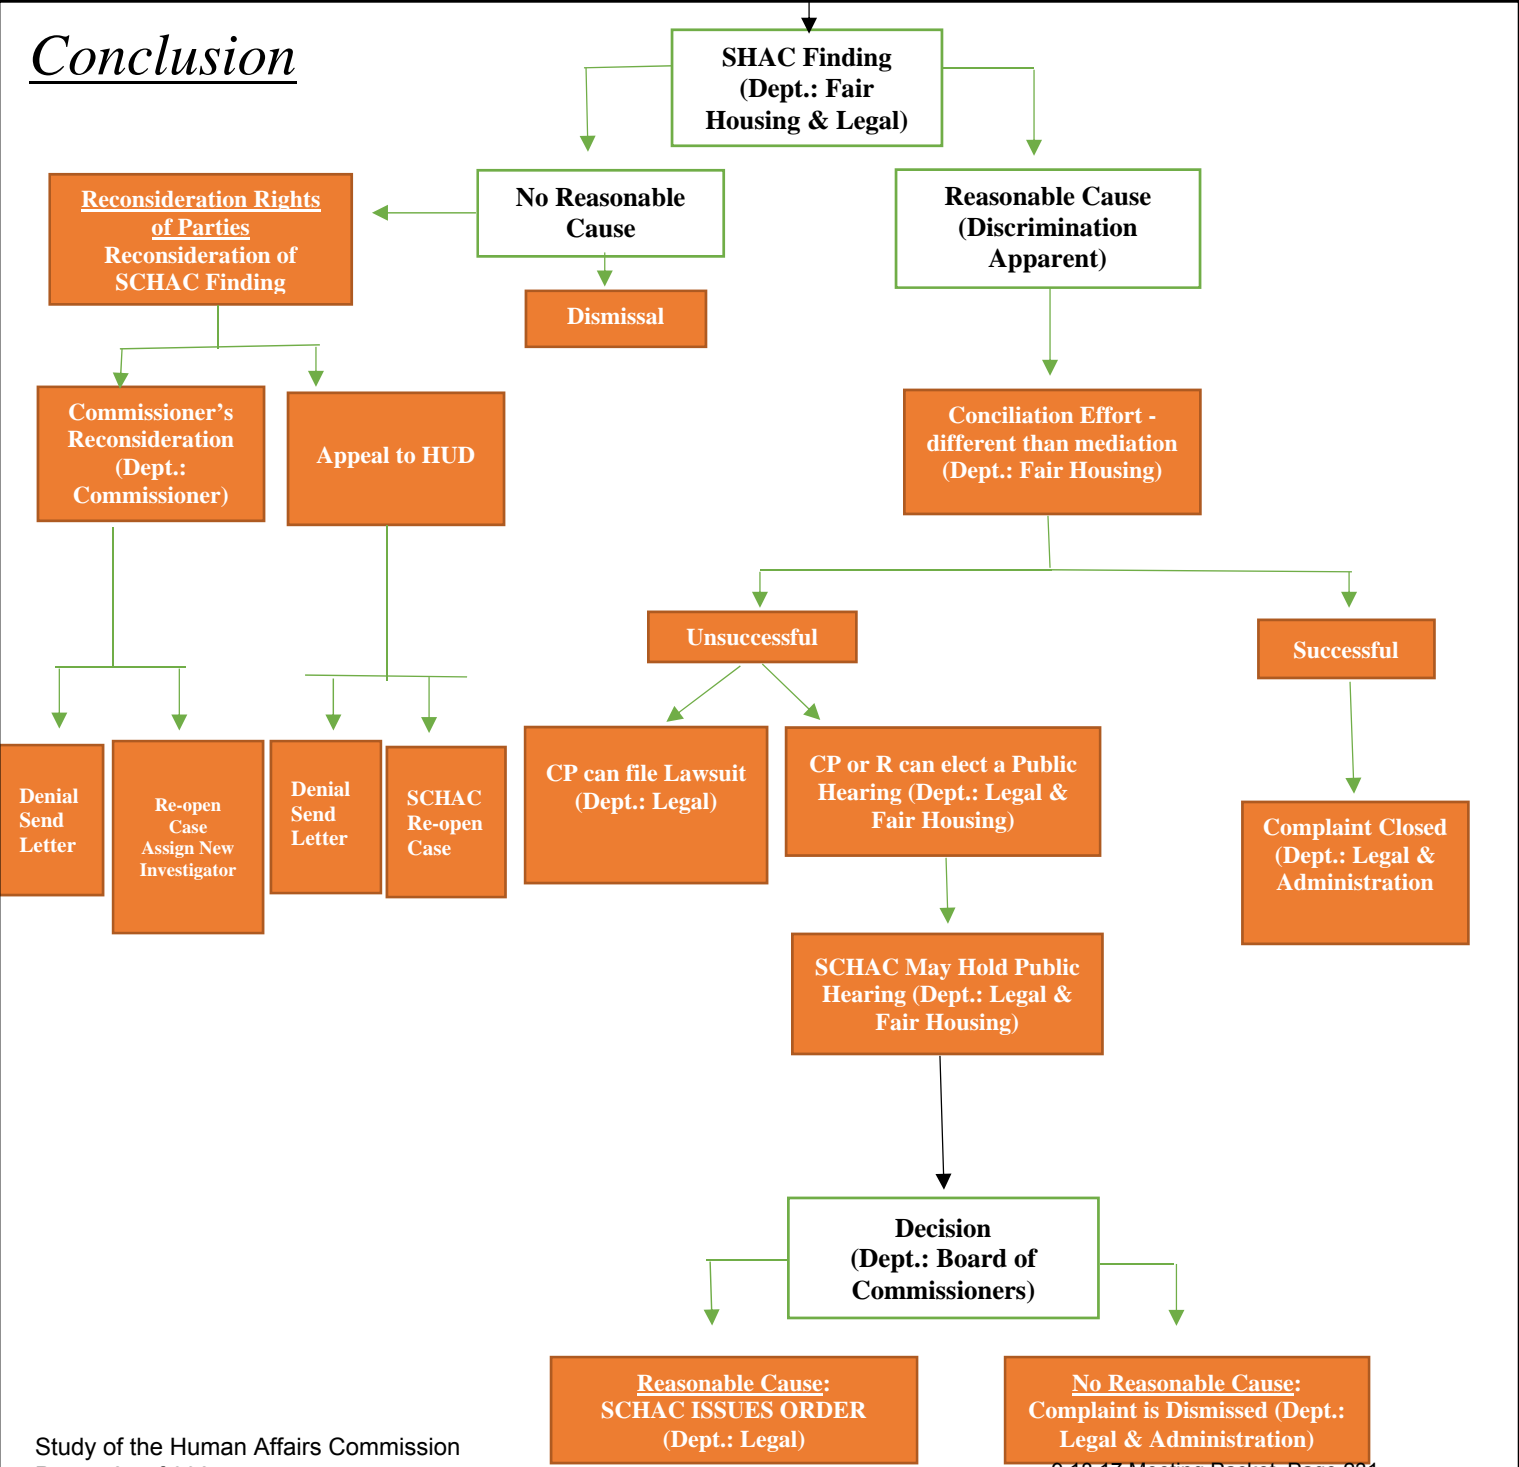 Conclusion
SHAC Finding
(Dept.: Fair
Housing & Legal)
No Reasonable
Cause
Reasonable Cause
(Discrimination
Apparent)
Reconsideration Rights
of Parties
Reconsideration of
SCHAC Finding
Dismissal
Commissioner’s
Reconsideration
(Dept.:
Commissioner)
Appeal to HUD
Conciliation Effort -
different than mediation
(Dept.: Fair Housing)
Unsuccessful
Successful
Denial
Send
Letter
Re-open
Case
Assign New
Investigator
Denial
Send
Letter
SCHAC
Re-open
Case
CP can file Lawsuit
(Dept.: Legal)
CP or R can elect a Public
Hearing (Dept.: Legal &
Fair Housing)
Complaint Closed
(Dept.: Legal &
Administration
SCHAC May Hold Public
Hearing (Dept.: Legal &
Fair Housing)
Decision
(Dept.: Board of
Commissioners)
Reasonable Cause:
SCHAC ISSUES ORDER
(Dept.: Legal)
No Reasonable Cause:
Complaint is Dismissed (Dept.:
Legal & Administration)
Study of the Human Affairs Commission
Meeting Packet, Page